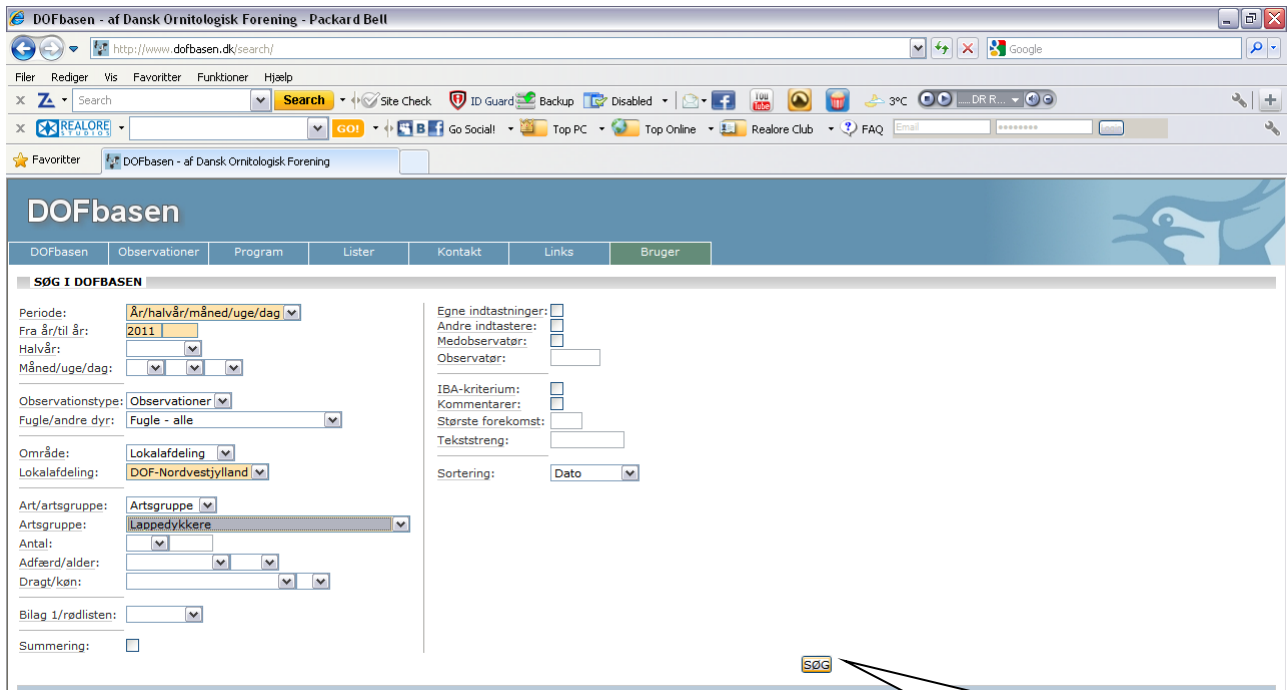 DOFbasen - af Dansk Ornitologisk Forening - Packard Bell
http://www.dofbasen.dk/search/
Google
Filer Rediger Vis Favoritter Funktioner Hjælp
Search Search Site Check ID Guard Backup Disabled You Tube 3°C ....DR R...
REALORE STUDIOS GO! B Go Social! Top PC Top Online Realore Club FAQ Email ********
Favoritter DOFbasen - af Dansk Ornitologisk Forening
DOFbasen
DOFbasen Observationer Program Lister Kontakt Links Bruger
SØG I DOFBASEN
Periode: År/halvår/måned/uge/dag
Fra år/til år: 2011
Halvår:
Måned/uge/dag:
Observationstype: Observationer
Fugle/andre dyr: Fugle - alle
Område: Lokalafdeling
Lokalafdeling: DOF-Nordvestjylland
Art/artsgruppe: Artsgruppe
Artsgruppe: Lappedykkere
Antal:
Adfærd/alder:
Dragt/køn:
Bilag 1/rødlisten:
Summering:
Egne indtastninger:
Andre indtastere:
Medobservatør:
Observatør:
IBA-kriterium:
Kommentarer:
Største forekomst:
Tekststreng:
Sortering: Dato
SØG